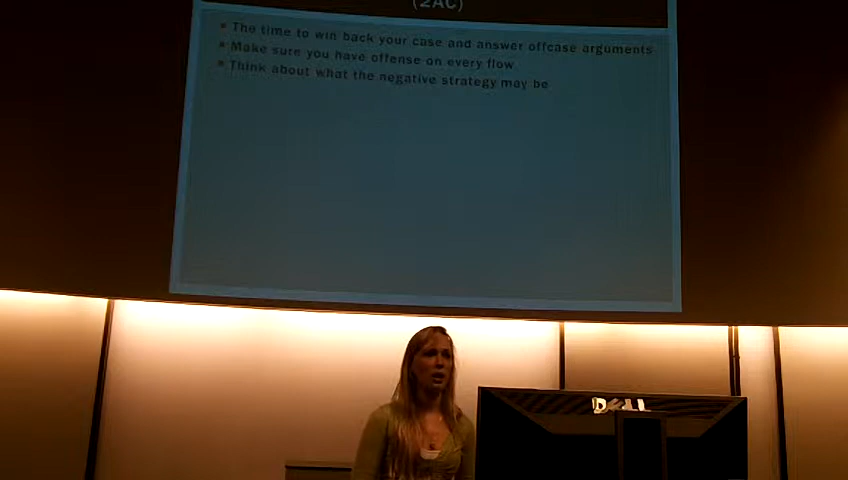 (2AC)
The time to win back your case and answer offcase arguments
Make sure you have offense on every flow
Think about what the negative strategy may be
DELL